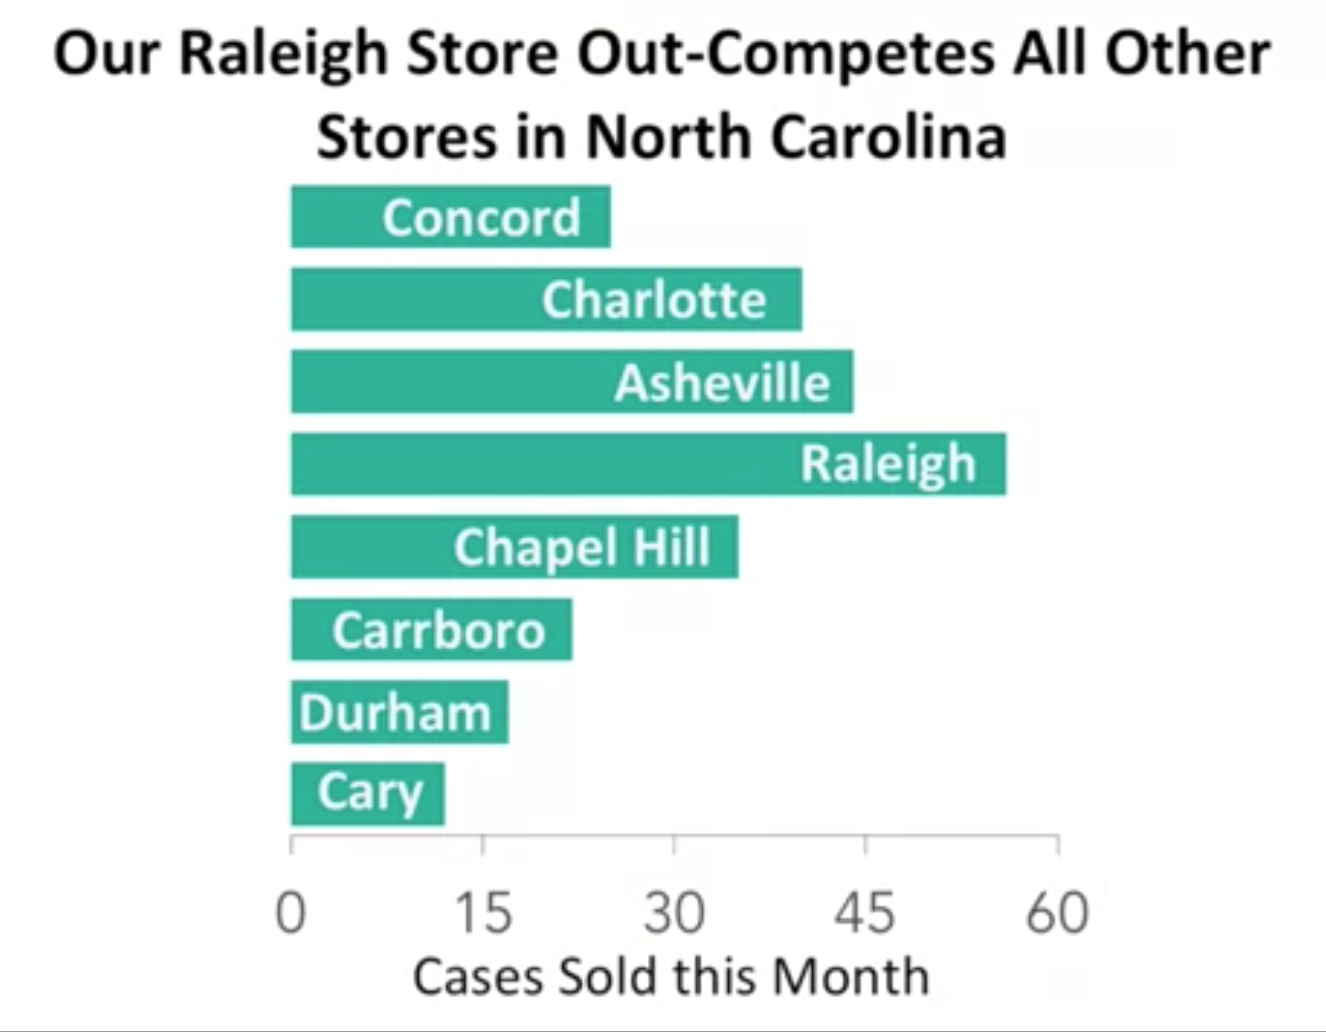 Our Raleigh Store Out-Competes All Other
Stores in North Carolina
Concord
Charlotte
Asheville
Raleigh
Chapel Hill
Carrboro
Durham
Cary
0 15 30 45 60
Cases Sold this Month